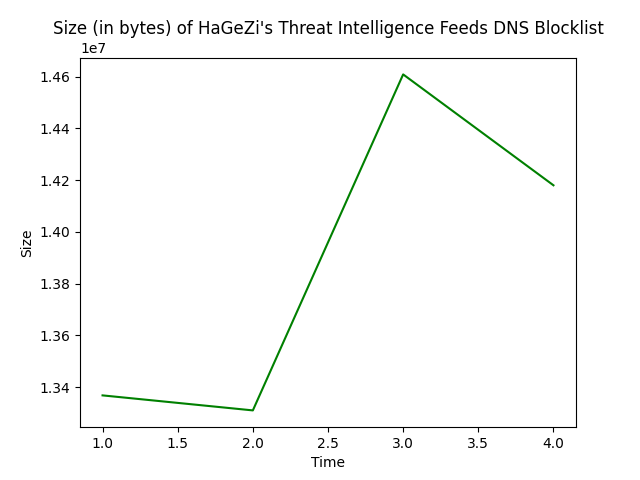 Size (in bytes) of HaGeZi's Threat Intelligence Feeds DNS Blocklist
1e7
1.46
1.44
1.42
1.40
1.38
1.36
1.34
Size
1.0 1.5 2.0 2.5 3.0 3.5 4.0
Time